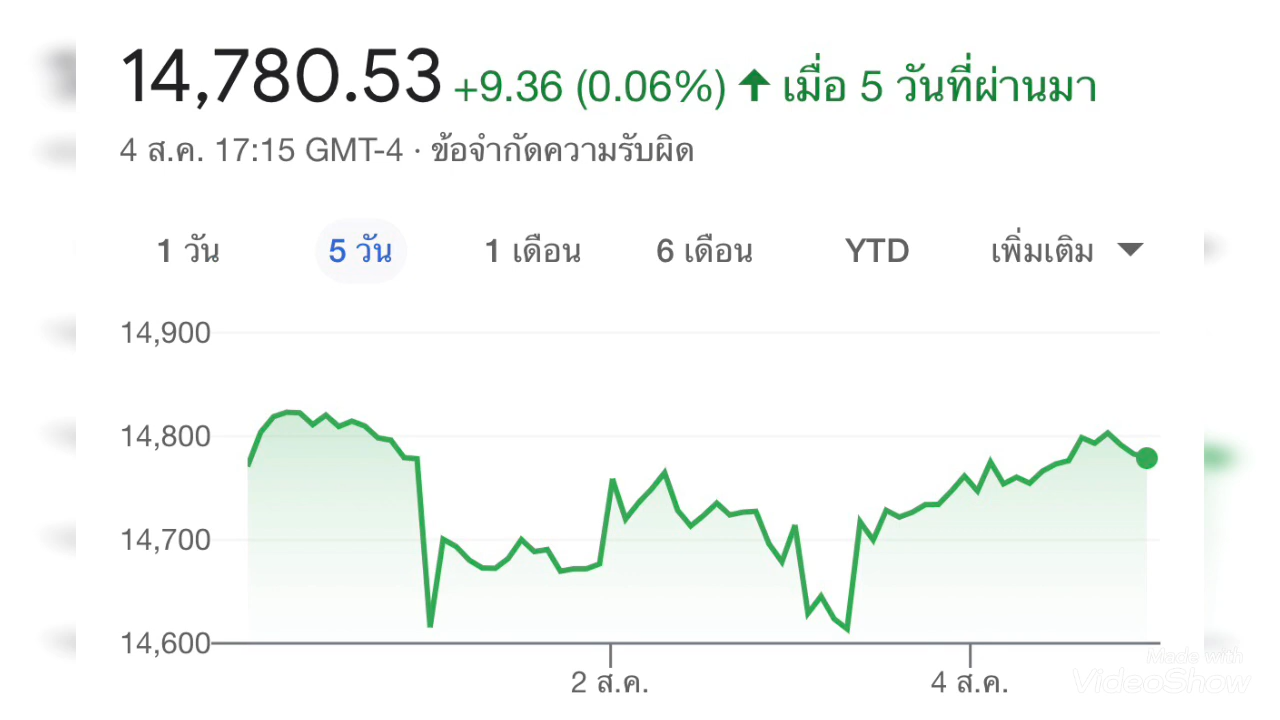 14,780.53 +9.36 (0.06%) ↑ เมื่อ 5 วันที่ผ่านมา
4 ส.ค. 17:15 GMT-4 · ข้อจำกัดความรับผิด
1 วัน 5 วัน 1 เดือน 6 เดือน YTD เพิ่มเติม
14,900
14,800
14,700
14,600
2 ส.ค. 4 ส.ค.
Made with
VideoShow